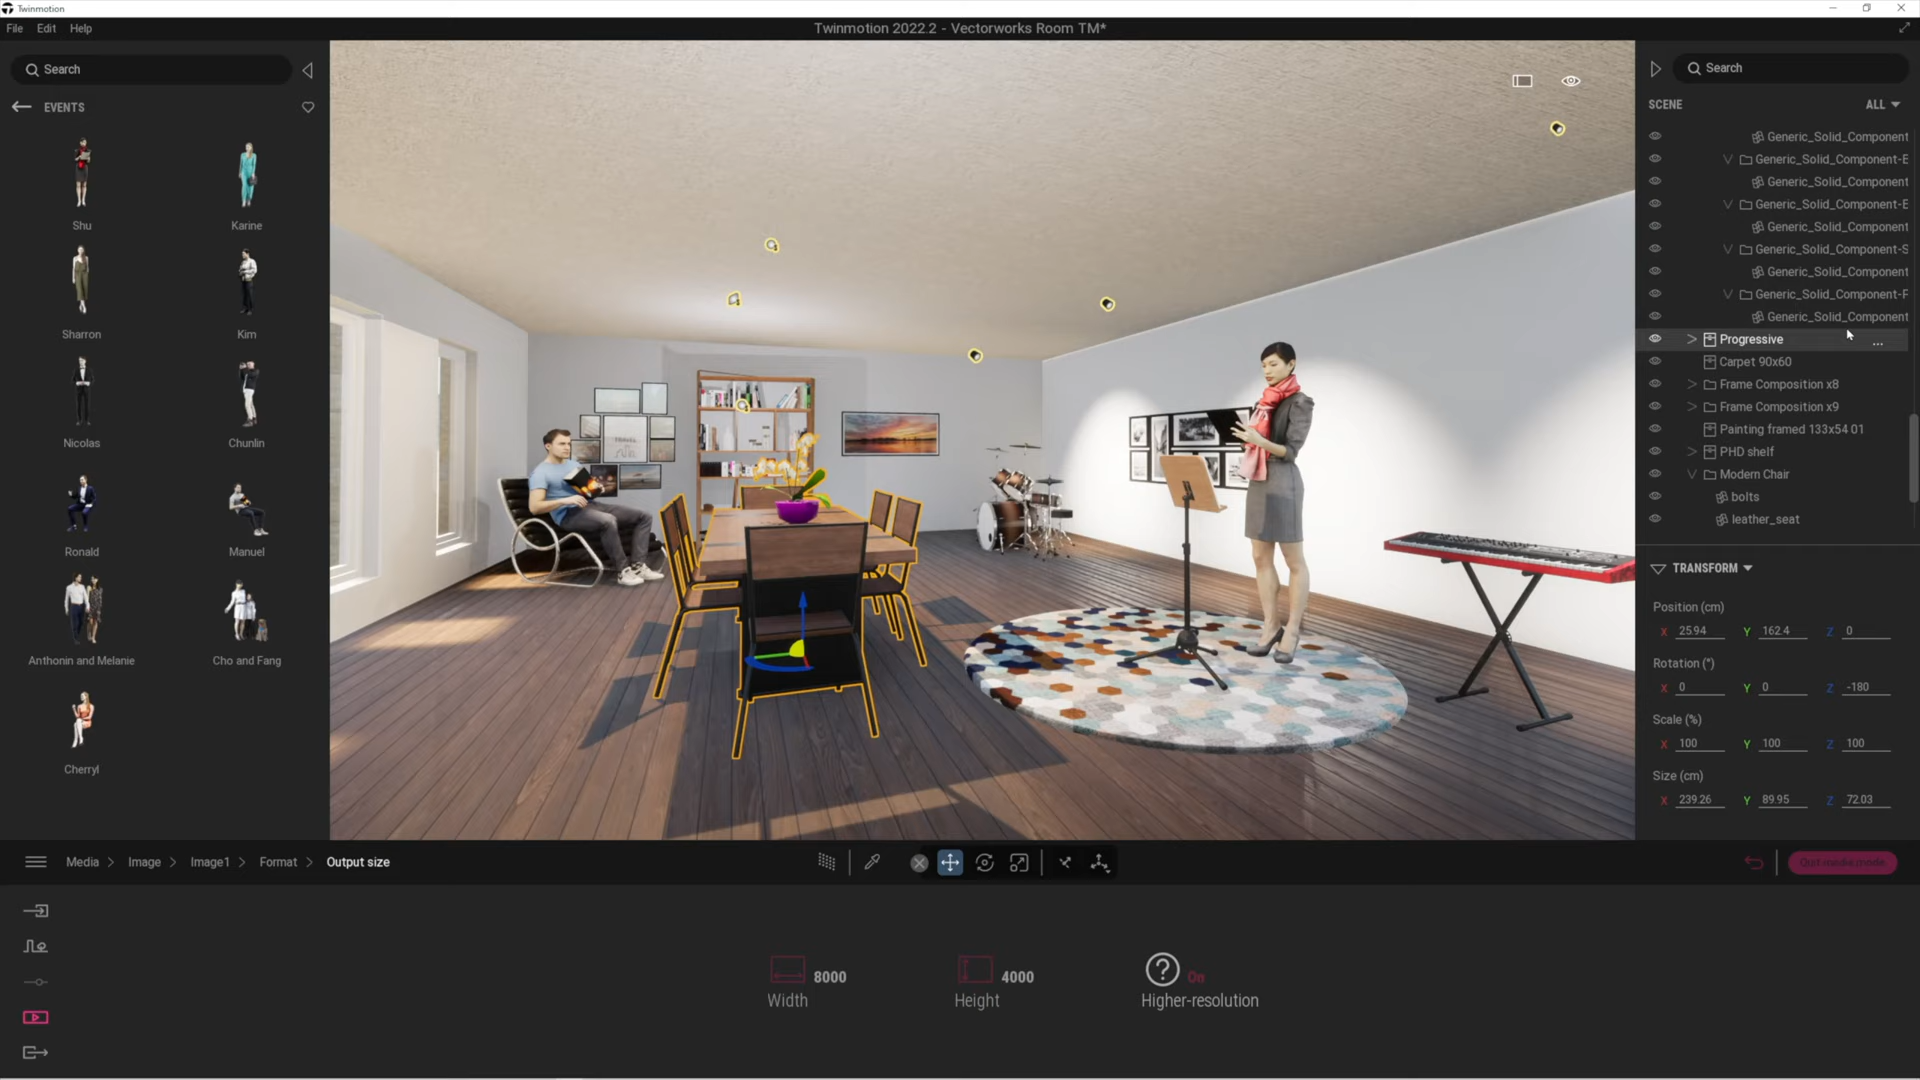 Twinmotion
File Edit Help
Twinmotion 2022.2 - Vectorworks Room TM*
Search
EVENTS
Shu
Karine
Sharron
Kim
Nicolas
Chunlin
Ronald
Manuel
Anthonin and Melanie
Cho and Fang
Cherryl
Search
SCENE
ALL
Generic_Solid_Component
Generic_Solid_Component-E
Generic_Solid_Component
Generic_Solid_Component-E
Generic_Solid_Component
Generic_Solid_Component-S
Generic_Solid_Component
Generic_Solid_Component-F
Generic_Solid_Component
Progressive ...
Carpet 90x60
Frame Composition x8
Frame Composition x9
Painting framed 133x54 01
PHD shelf
Modern Chair
bolts
leather_seat
TRANSFORM
Position (cm)
X 25.94 Y 162.4 Z 0
Rotation (°)
X 0 Y 0 Z -180
Scale (%)
X 100 Y 100 Z 100
Size (cm)
X 239.26 Y 89.95 Z 72.03
Media > Image > Image1 > Format > Output size
Quit media mode
8000
Width
4000
Height
? On
Higher-resolution